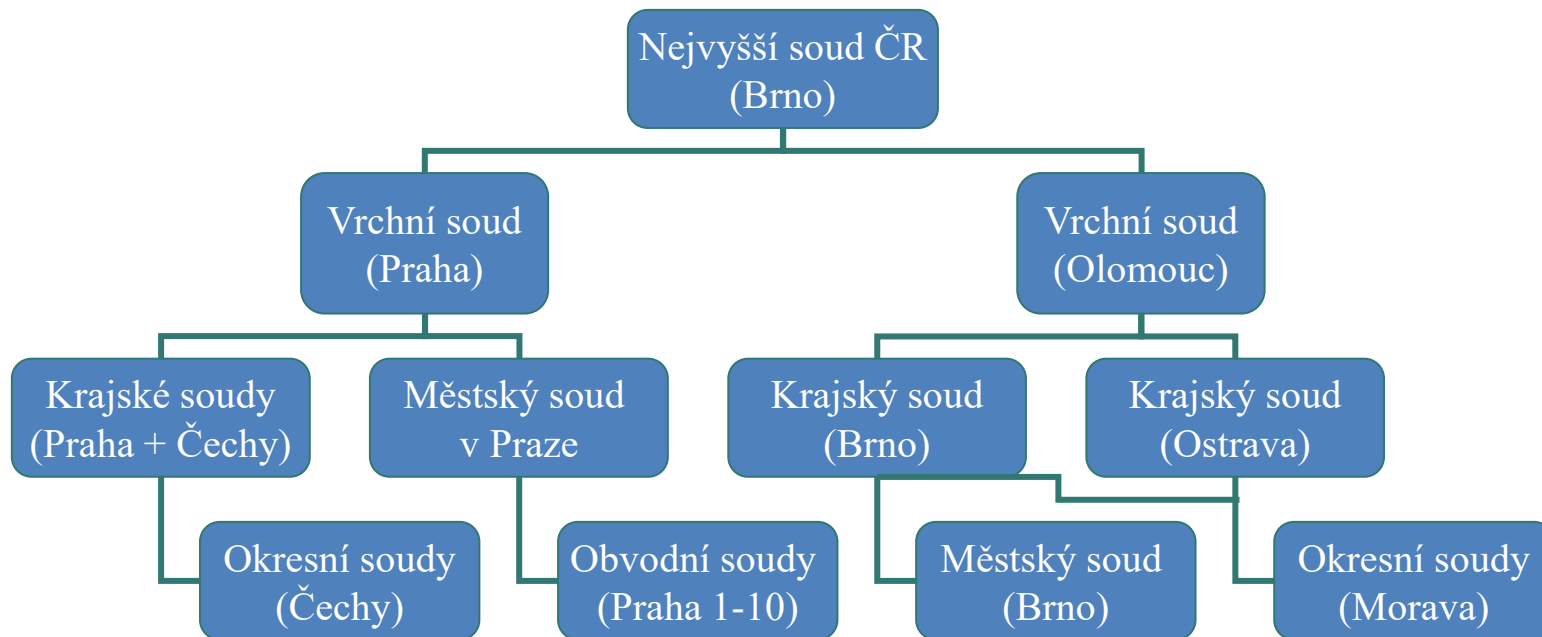 Nejvyšší soud ČR
(Brno)
Vrchní soud
(Praha)
Vrchní soud
(Olomouc)
Krajské soudy
(Praha + Čechy)
Městský soud
v Praze
Krajský soud
(Brno)
Krajský soud
(Ostrava)
Okresní soudy
(Čechy)
Obvodní soudy
(Praha 1-10)
Městský soud
(Brno)
Okresní soudy
(Morava)